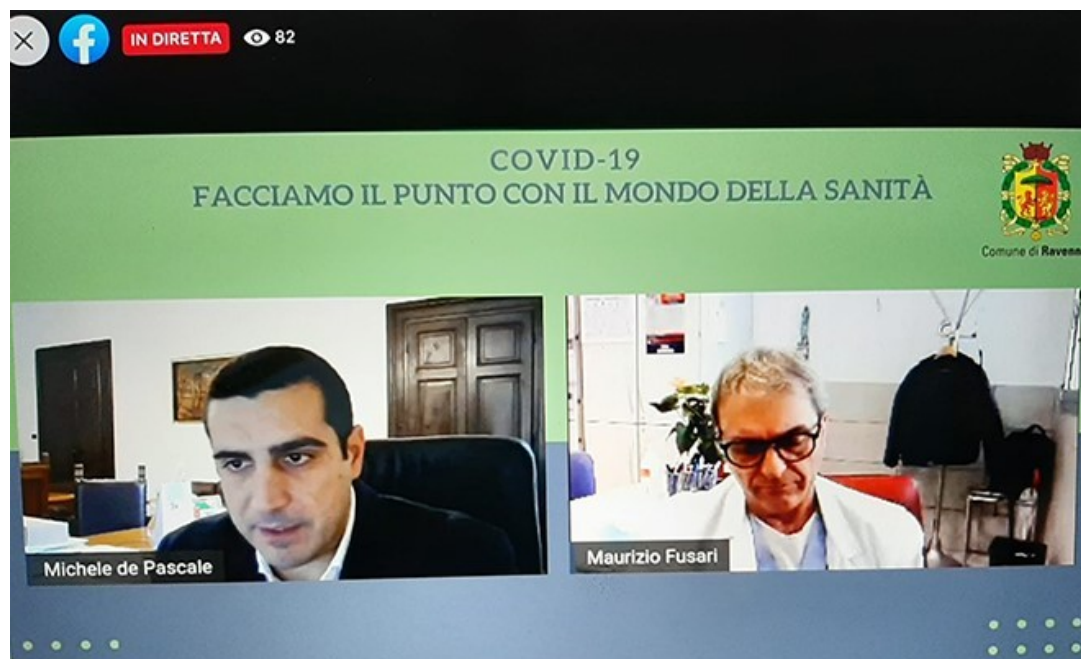 IN DIRETTA 82
COVID-19
FACCIAMO IL PUNTO CON IL MONDO DELLA SANITÀ
Comune di Ravenn
Michele de Pascale
Maurizio Fusari